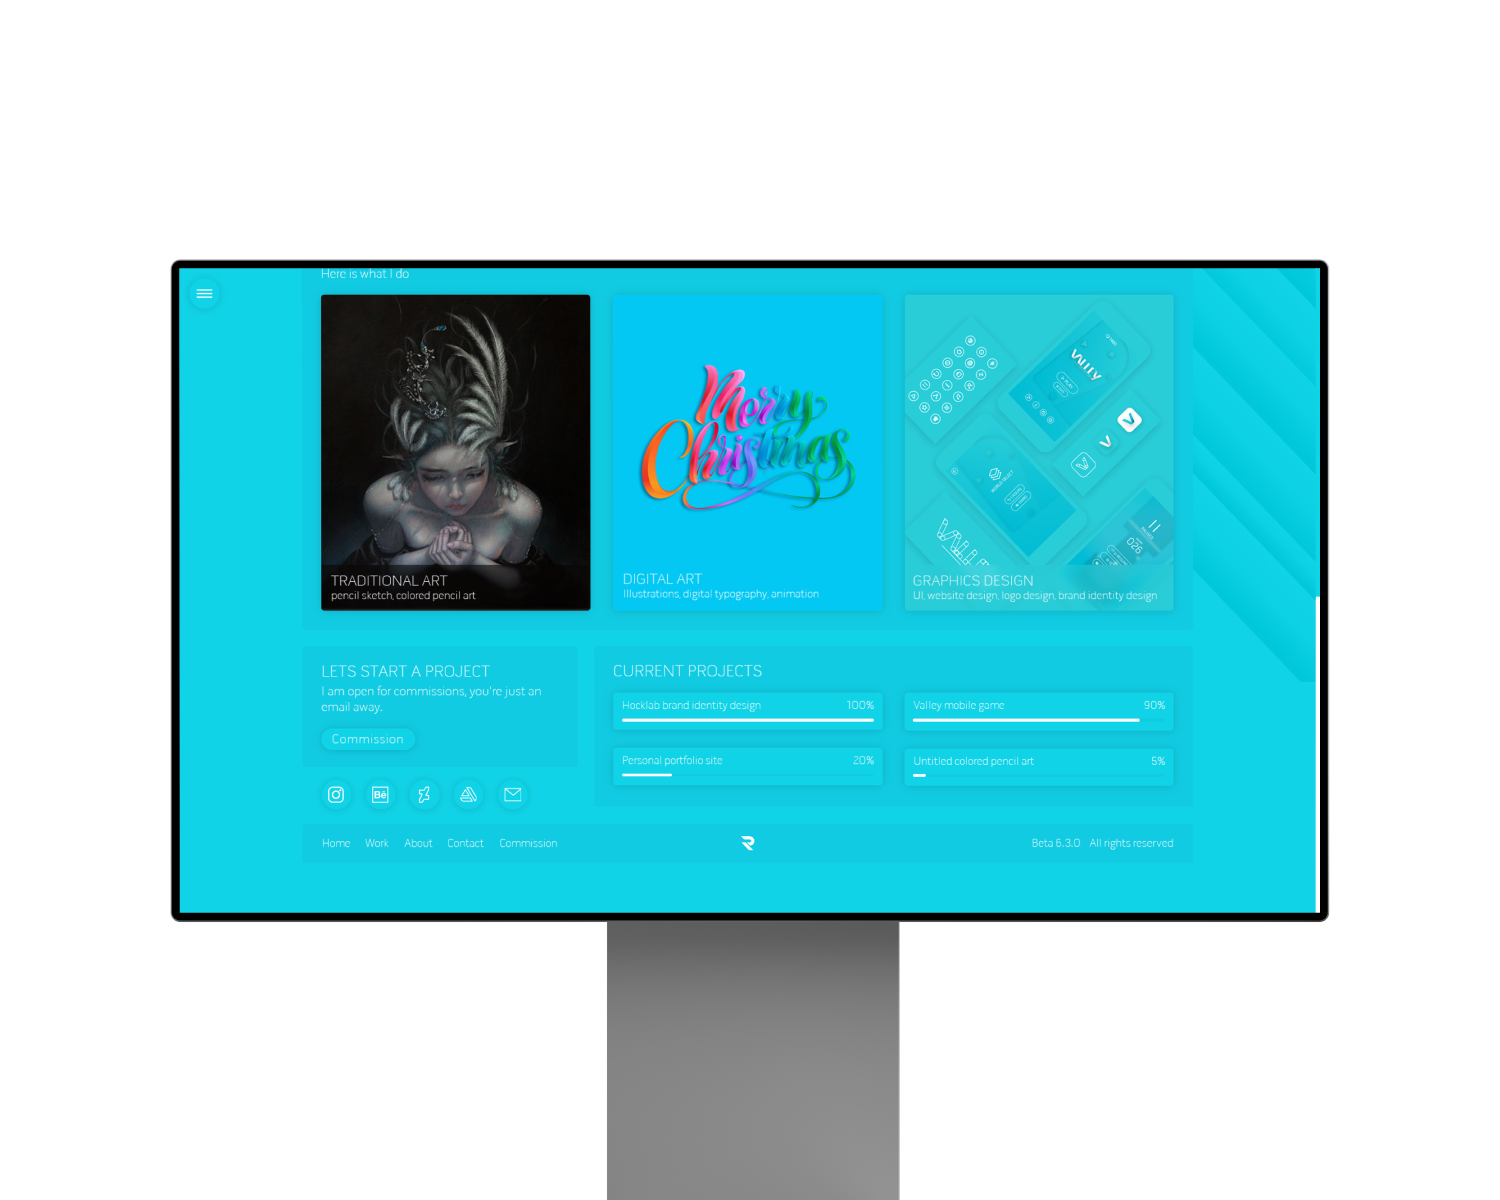 Here is what I do
Merry
Christmas
TRADITIONAL ART
pencil sketch, colored pencil art
DIGITAL ART
Illustrations, digital typography, animation
V
V
V
026
GRAPHICS DESIGN
UI, website design, logo design, brand identity design
LETS START A PROJECT
I am open for commissions, you're just an
email away.
Commission
CURRENT PROJECTS
Hocklab brand identity design 100%
Valley mobile game 90%
Personal portfolio site 20%
Untitled colored pencil art 5%
Bē
Home Work About Contact Commission
Beta 6.3.0 All rights reserved